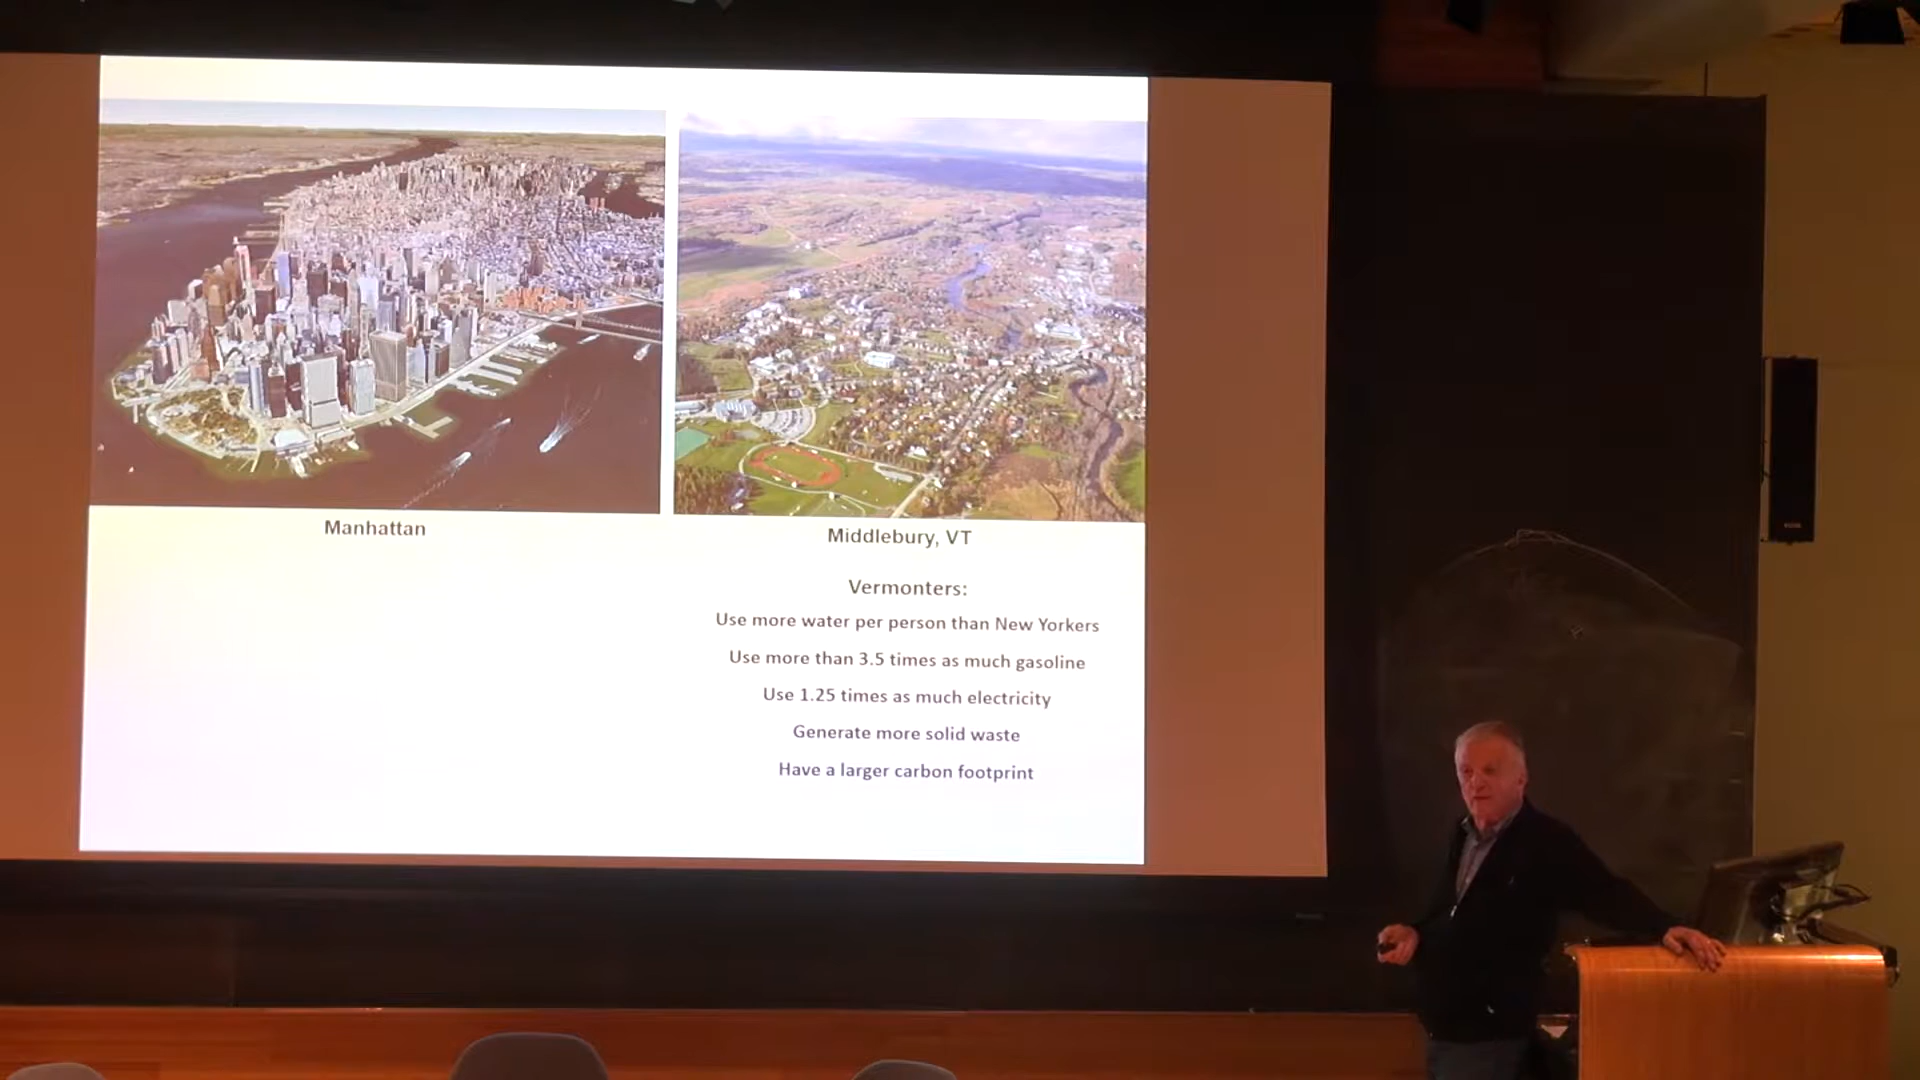 Manhattan
Middlebury, VT
Vermonters:
Use more water per person than New Yorkers
Use more than 3.5 times as much gasoline
Use 1.25 times as much electricity
Generate more solid waste
Have a larger carbon footprint